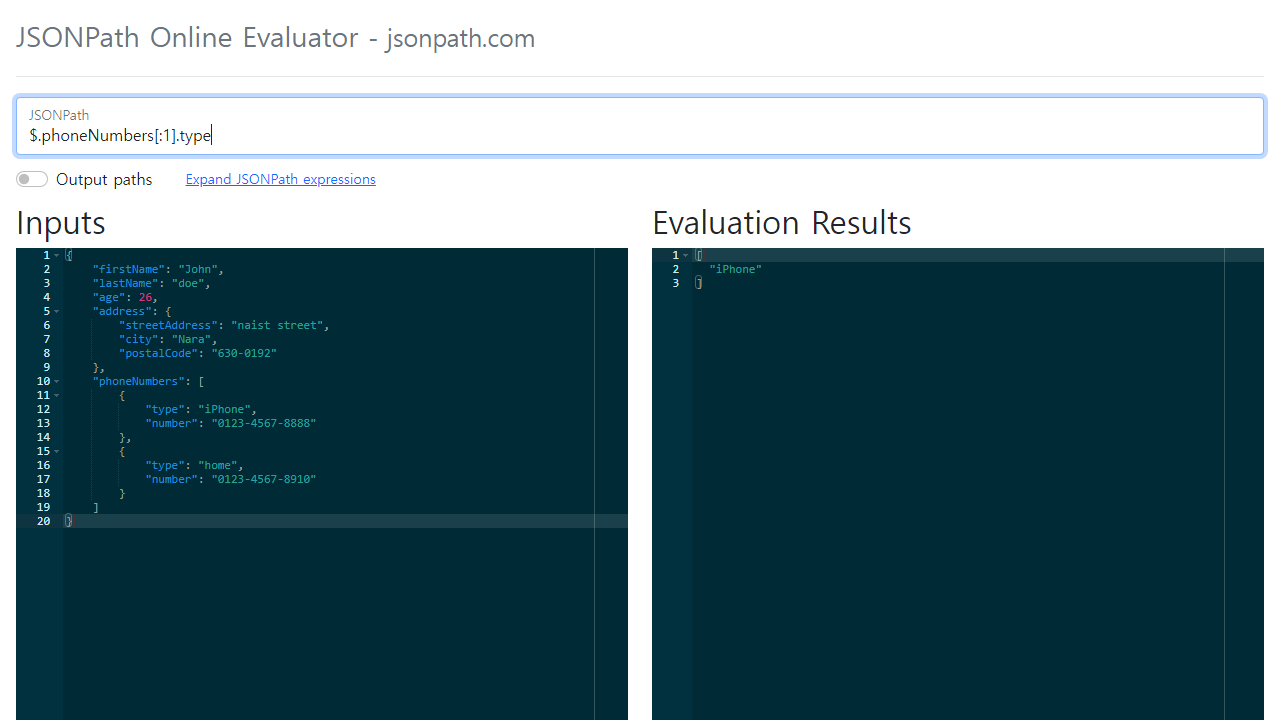 JSONPath Online Evaluator - jsonpath.com
JSONPath
$.phoneNumbers[:1].type
Output paths
Expand JSONPath expressions
Inputs
1 {
2 "firstName": "John",
3 "lastName": "doe",
4 "age": 26,
5 "address": {
6 "streetAddress": "naist street",
7 "city": "Nara",
8 "postalCode": "630-0192"
9 },
10 "phoneNumbers": [
11 {
12 "type": "iPhone",
13 "number": "0123-4567-8888"
14 },
15 {
16 "type": "home",
17 "number": "0123-4567-8910"
18 }
19 ]
20 }
Evaluation Results
1 [
2 "iPhone"
3 ]